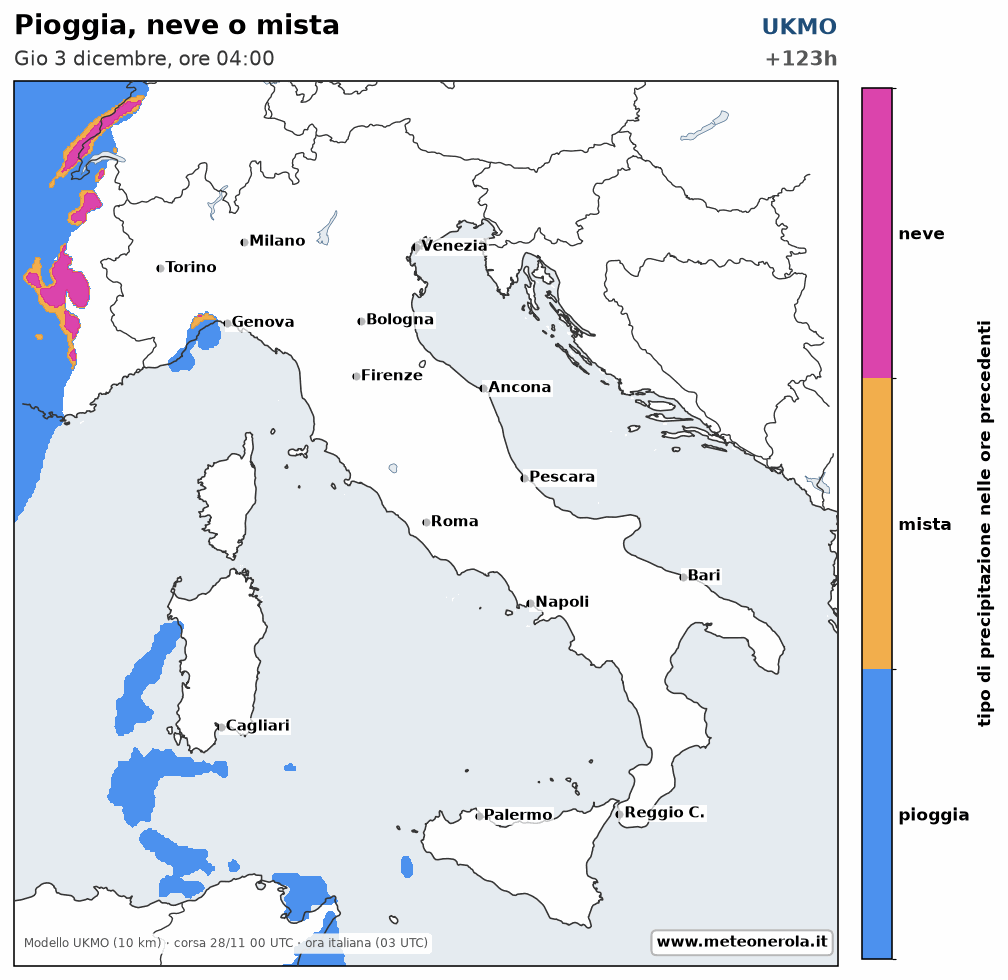 Pioggia, neve o mista
UKMO
Gio 3 dicembre, ore 04:00
+123h
neve
mista
pioggia
tipo di precipitazione nelle ore precedenti
Milano
Venezia
Torino
Genova
Bologna
Firenze
Ancona
Pescara
Roma
Bari
Napoli
Cagliari
Palermo
Reggio C.
Modello UKMO (10 km) · corsa 28/11 00 UTC · ora italiana (03 UTC)
www.meteonerola.it